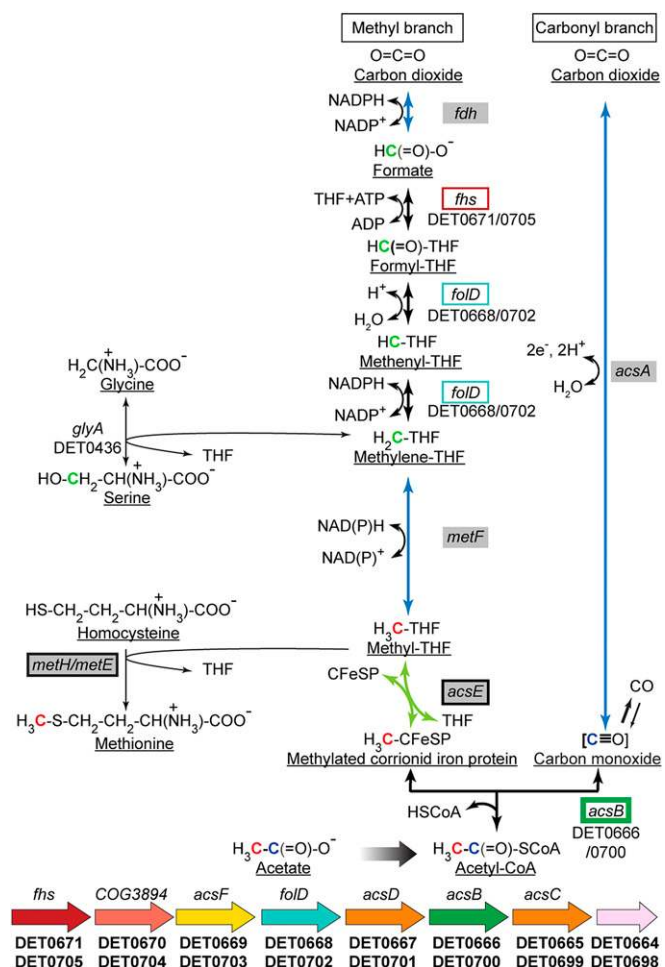 Methyl branch
Carbonyl branch
O=C=O
Carbon dioxide
O=C=O
Carbon dioxide
NADPH
NADP+
fdh
HC(=O)-O-
Formate
THF+ATP
ADP
fhs
DET0671/0705
HC(=O)-THF
Formyl-THF
H+
H2O
folD
DET0668/0702
HC-THF
Methenyl-THF
NADPH
NADP+
folD
DET0668/0702
H2C-THF
Methylene-THF
2e-, 2H+
H2O
acsA
H2C(NH3)-COO-
+
Glycine
glyA
DET0436
THF
HO-CH2-CH(NH3)-COO-
+
Serine
NAD(P)H
NAD(P)+
metF
HS-CH2-CH2-CH(NH3)-COO-
+
Homocysteine
metH/metE
THF
H3C-S-CH2-CH2-CH(NH3)-COO-
+
Methionine
H3C-THF
Methyl-THF
CFeSP
THF
acsE
H3C-CFeSP
Methylated corrionid iron protein
CO
[C≡O]
Carbon monoxide
HSCoA
acsB
DET0666
/0700
H3C-C(=O)-O-
Acetate
H3C-C(=O)-SCoA
Acetyl-CoA
fhs COG3894 acsF folD acsD acsB acsC
DET0671 DET0670 DET0669 DET0668 DET0667 DET0666 DET0665 DET0664
DET0705 DET0704 DET0703 DET0702 DET0701 DET0700 DET0699 DET0698